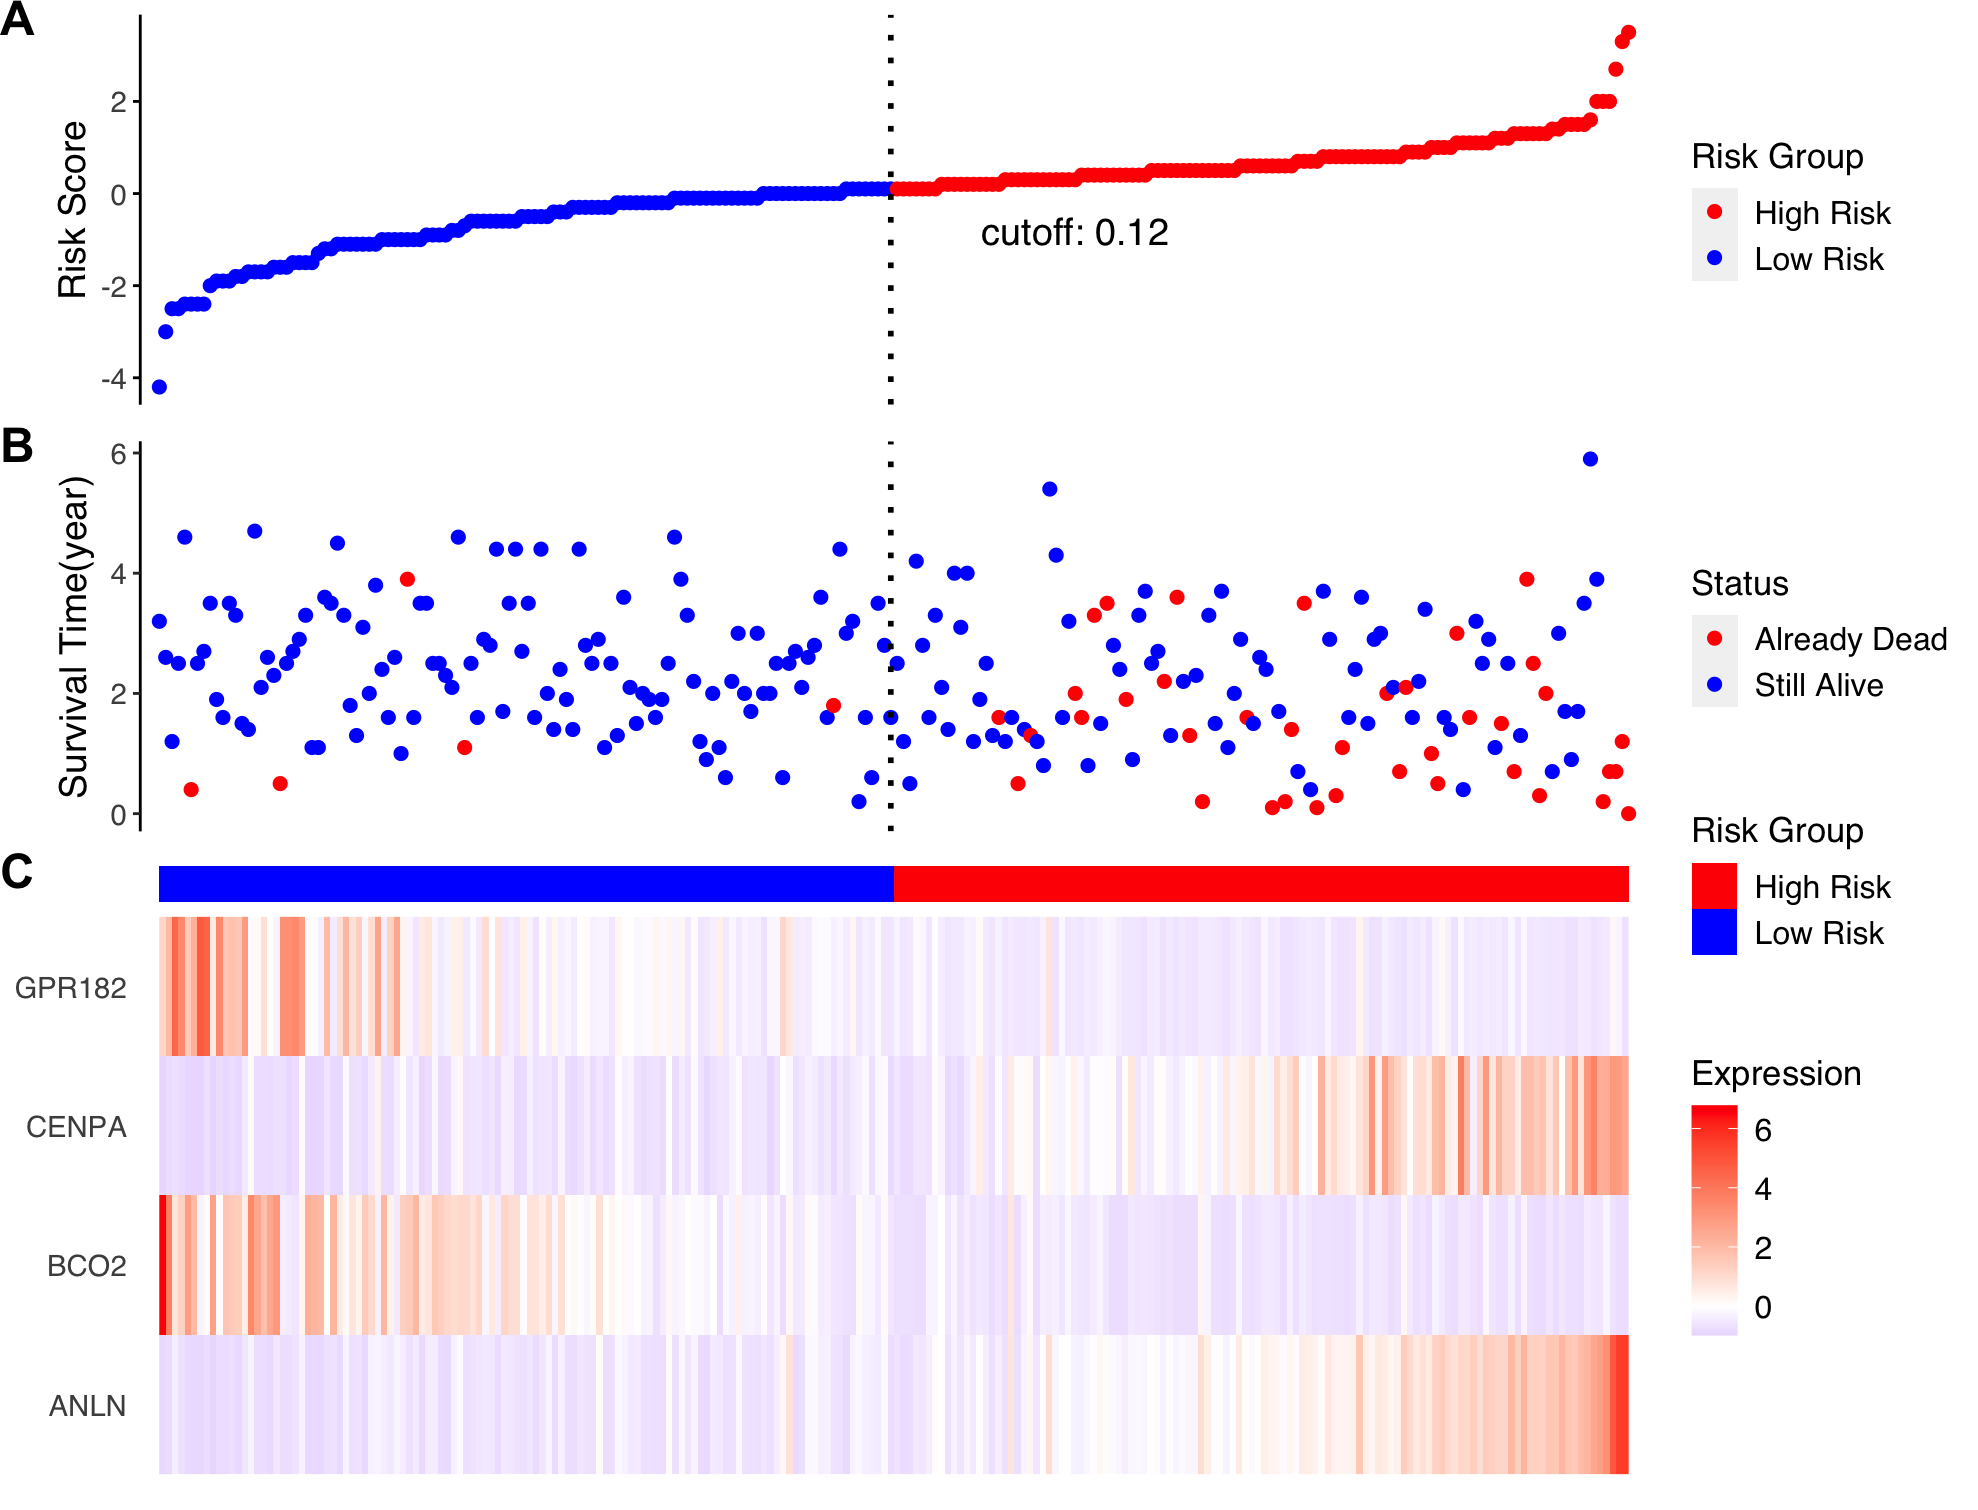 A
Risk Score
2
0
-2
-4
cutoff: 0.12
Risk Group
High Risk
Low Risk
B
Survival Time(year)
6
4
2
0
Status
Already Dead
Still Alive
C
Risk Group
High Risk
Low Risk
GPR182
CENPA
BCO2
ANLN
Expression
6
4
2
0